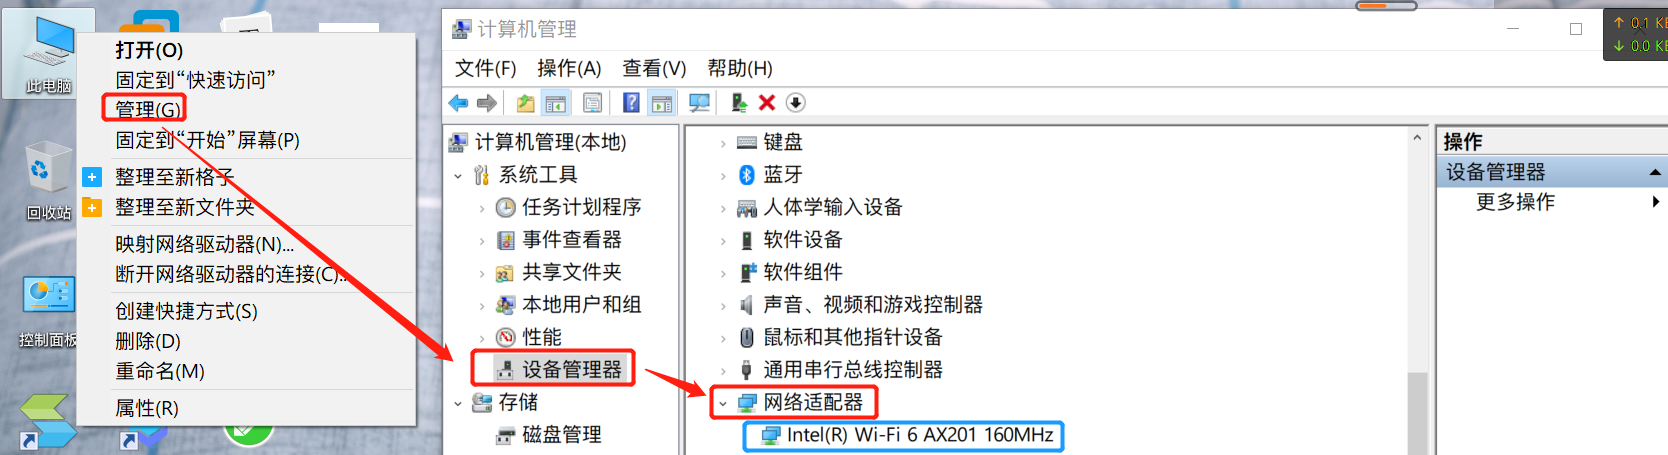 此电脑
回收站
控制面板
打开(O)
固定到“快速访问”
管理(G)
固定到“开始”屏幕(P)
整理至新格子
整理至新文件夹
映射网络驱动器(N)...
断开网络驱动器的连接(C)...
创建快捷方式(S)
删除(D)
重命名(M)
属性(R)
计算机管理
文件(F) 操作(A) 查看(V) 帮助(H)
计算机管理(本地)
系统工具
任务计划程序
事件查看器
共享文件夹
本地用户和组
性能
设备管理器
存储
磁盘管理
键盘
蓝牙
人体学输入设备
软件设备
软件组件
声音、视频和游戏控制器
鼠标和其他指针设备
通用串行总线控制器
网络适配器
Intel(R) Wi-Fi 6 AX201 160MHz
操作
设备管理器
更多操作
↑ 0.1 KB
↓ 0.0 KB